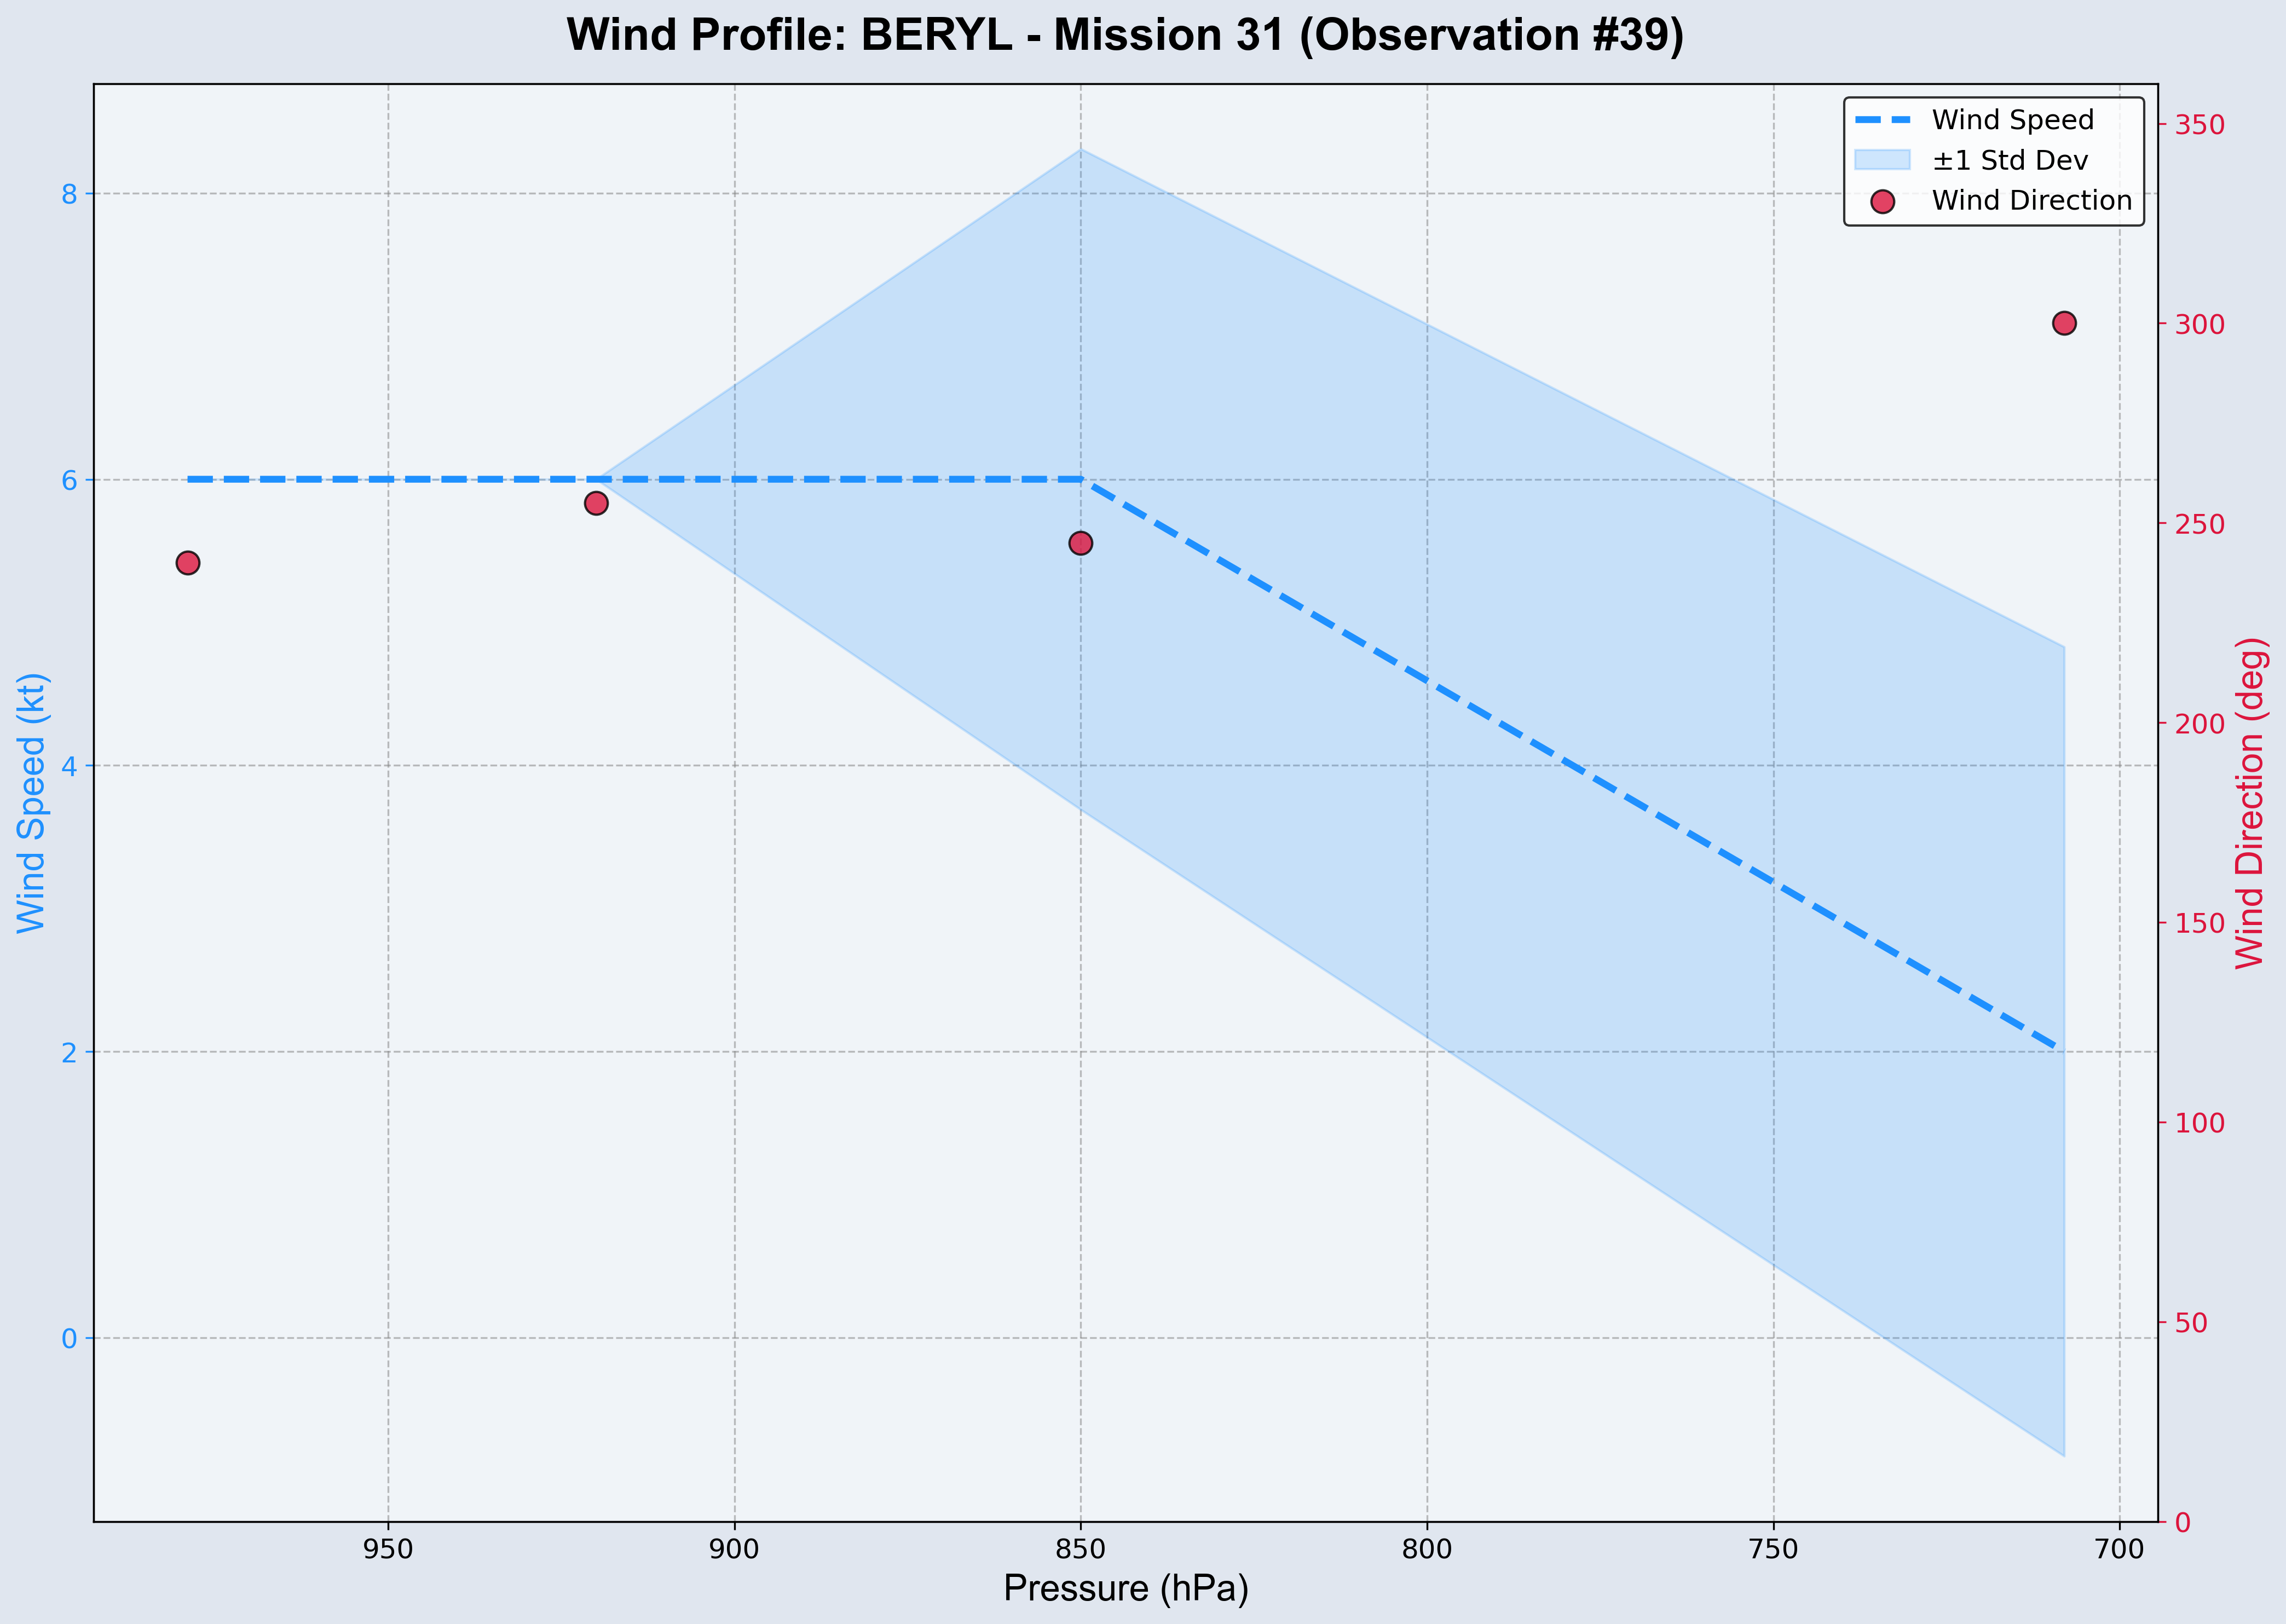 Wind Profile: BERYL - Mission 31 (Observation #39)
Wind Speed
±1 Std Dev
Wind Direction
Wind Speed (kt)
8
6
4
2
0
350
300
250
200
150
100
50
0
Wind Direction (deg)
950
900
850
800
750
700
Pressure (hPa)